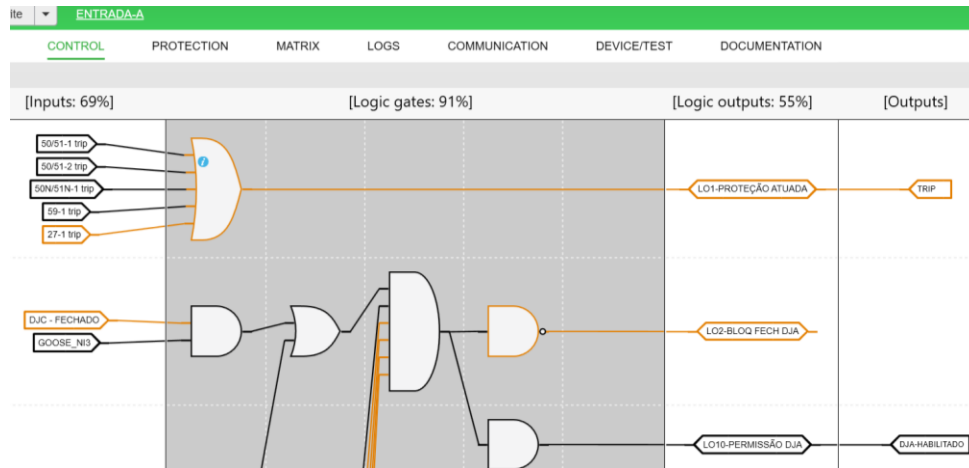 ite ENTRADA-A
CONTROL PROTECTION MATRIX LOGS COMMUNICATION DEVICE/TEST DOCUMENTATION
[Inputs: 69%] [Logic gates: 91%] [Logic outputs: 55%] [Outputs]
50/51-1 trip
50/51-2 trip
50N/51N-1 trip
59-1 trip
27-1 trip
i
LO1-PROTEÇÃO ATUADA
TRIP
DJC - FECHADO
GOOSE_NI3
LO2-BLOQ FECH DJA
LO10-PERMISSÃO DJA
DJA-HABILITADO